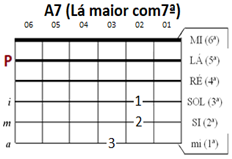 A7 (Lá maior com7ª)
06 05 04 03 02 01
MI (6ª)
P LÁ (5ª)
RÉ (4ª)
i 1 SOL (3ª)
m 2 SI (2ª)
a 3 mi (1ª)